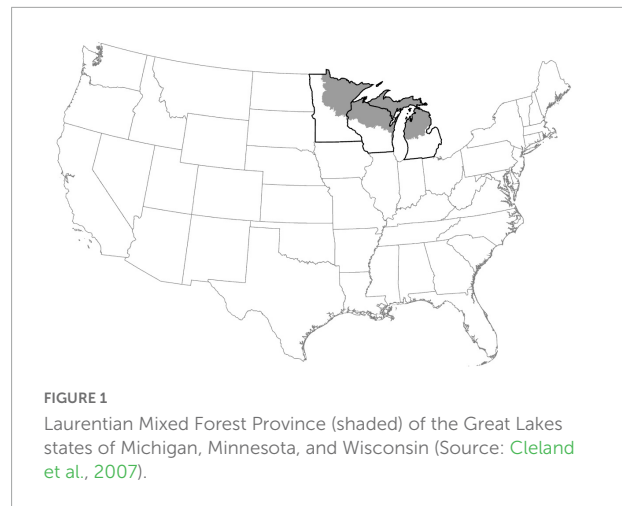 FIGURE 1
Laurentian Mixed Forest Province (shaded) of the Great Lakes
states of Michigan, Minnesota, and Wisconsin (Source: Cleland
et al., 2007).